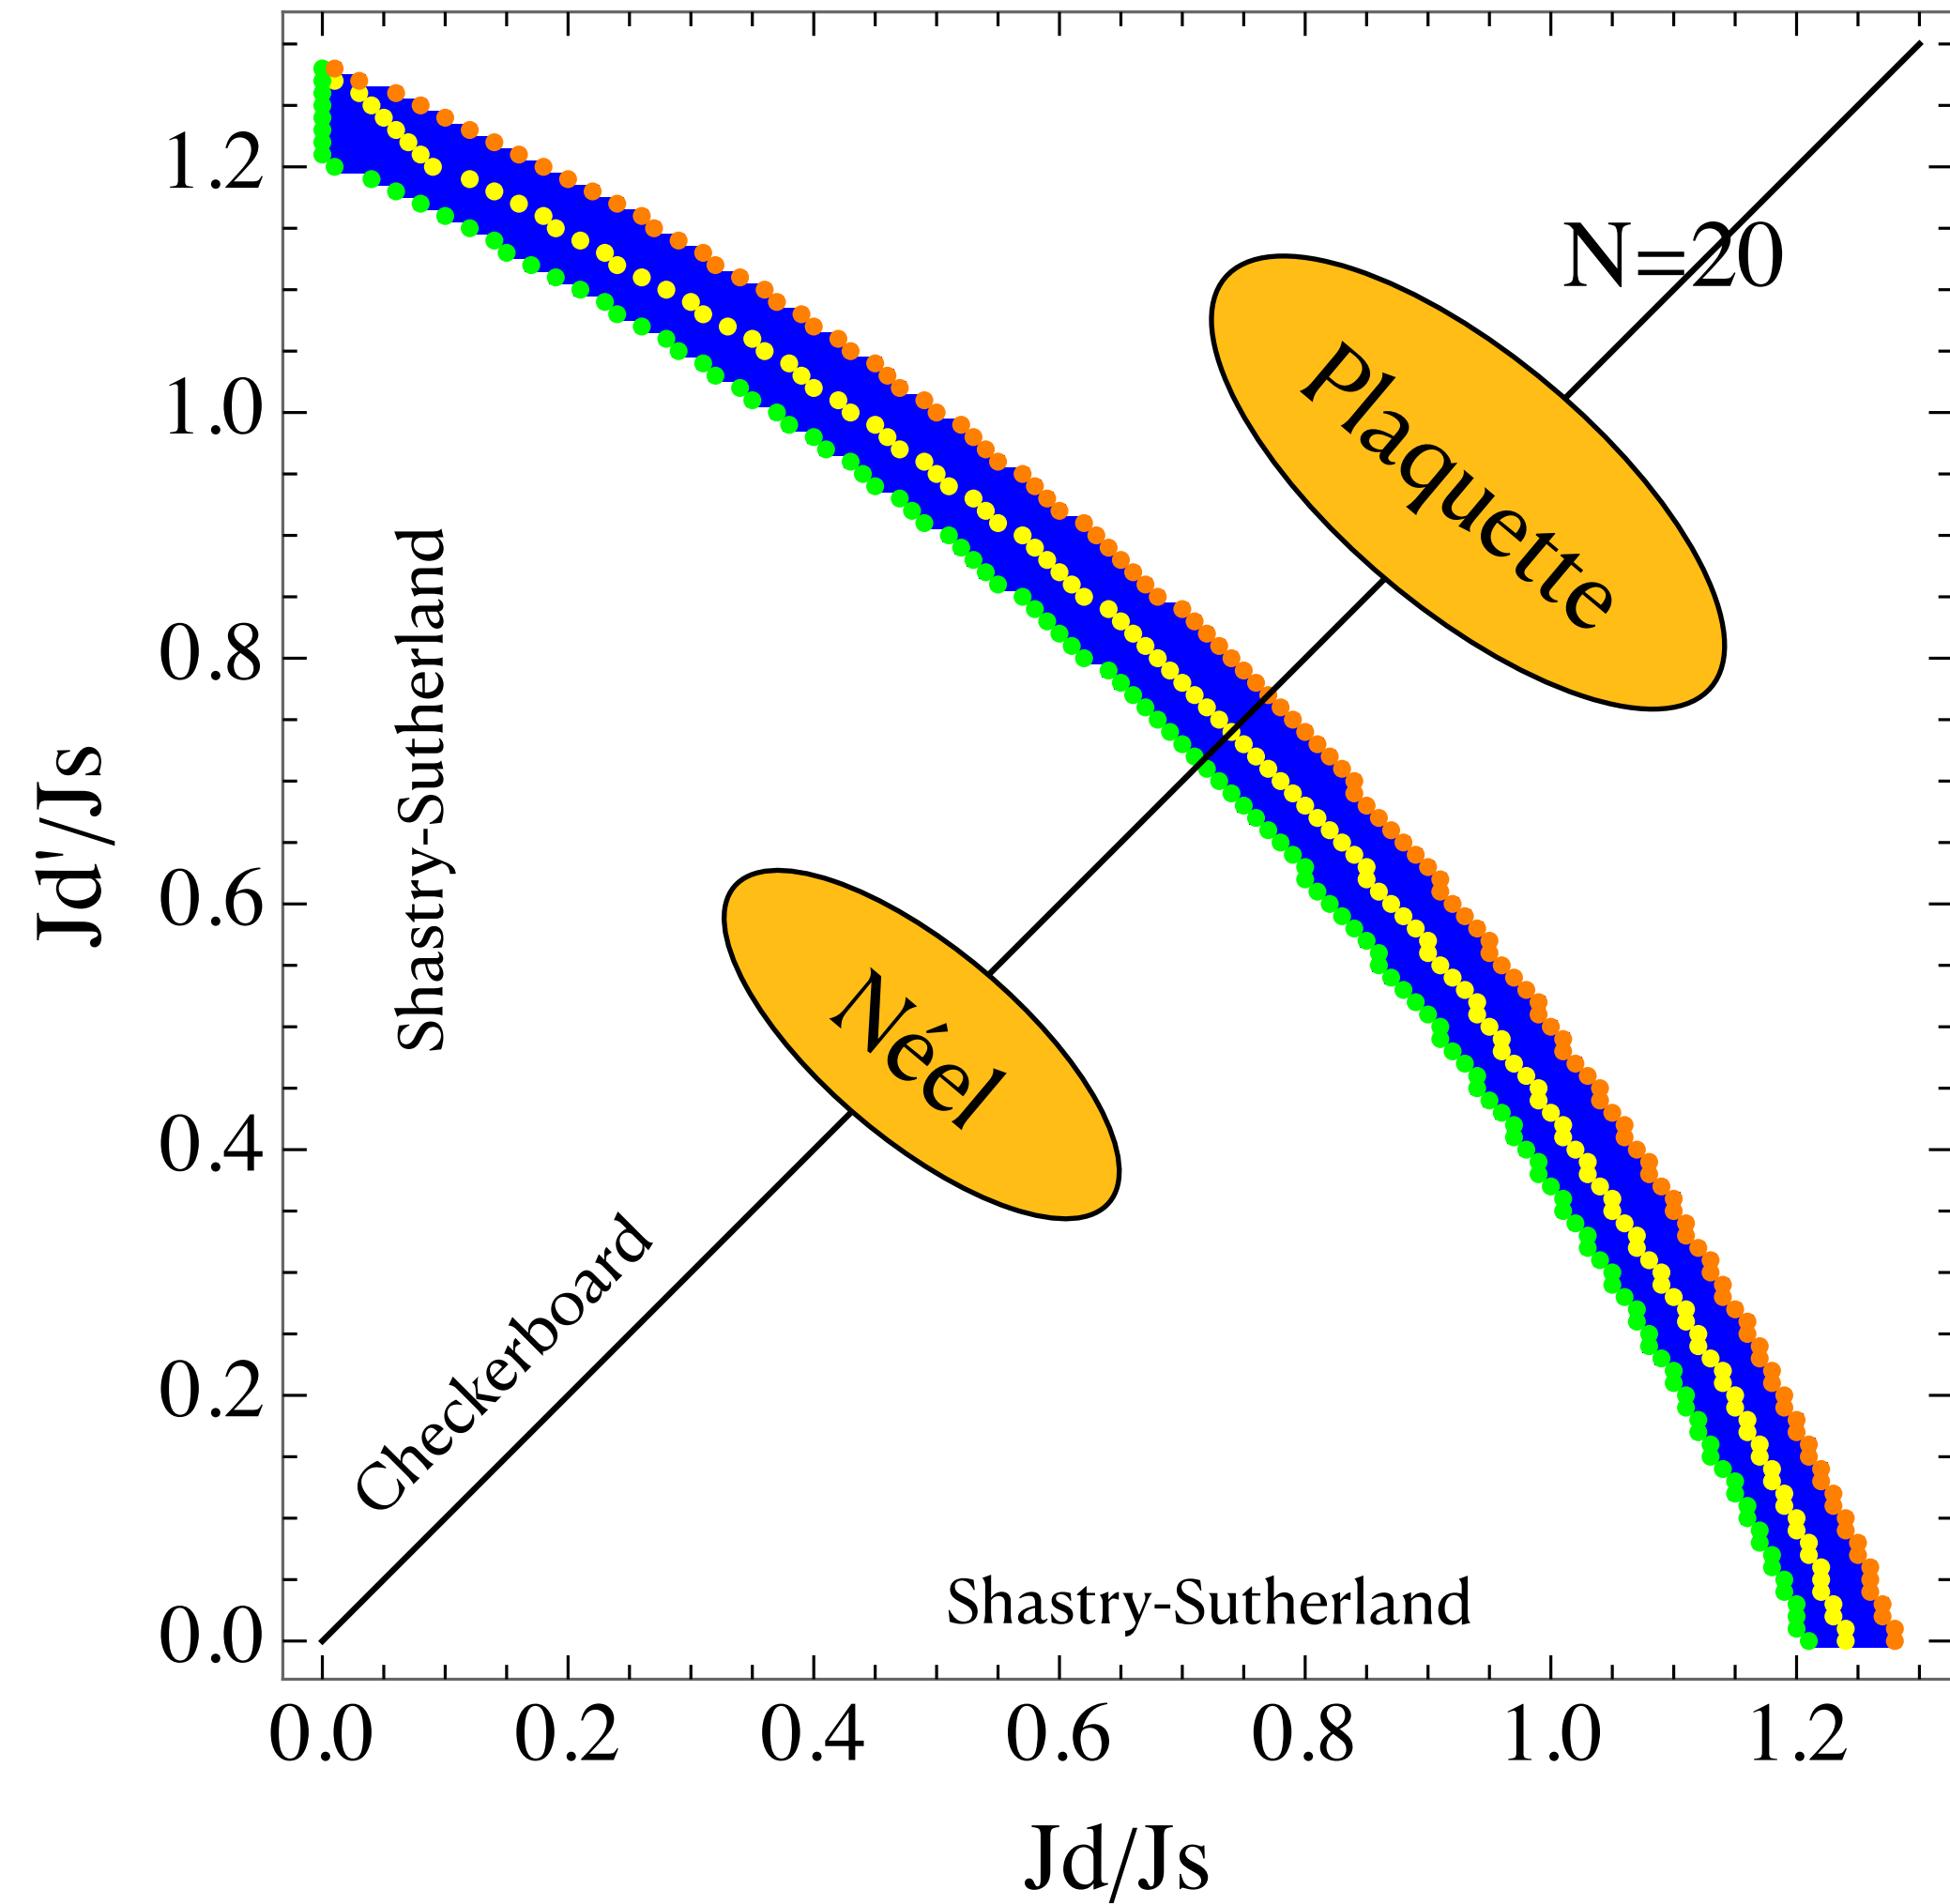 N=20
Plaquette
Néel
Checkerboard
Shastry-Sutherland
Shastry-Sutherland
Jd'/Js
1.2
1.0
0.8
0.6
0.4
0.2
0.0
0.0 0.2 0.4 0.6 0.8 1.0 1.2
Jd/Js